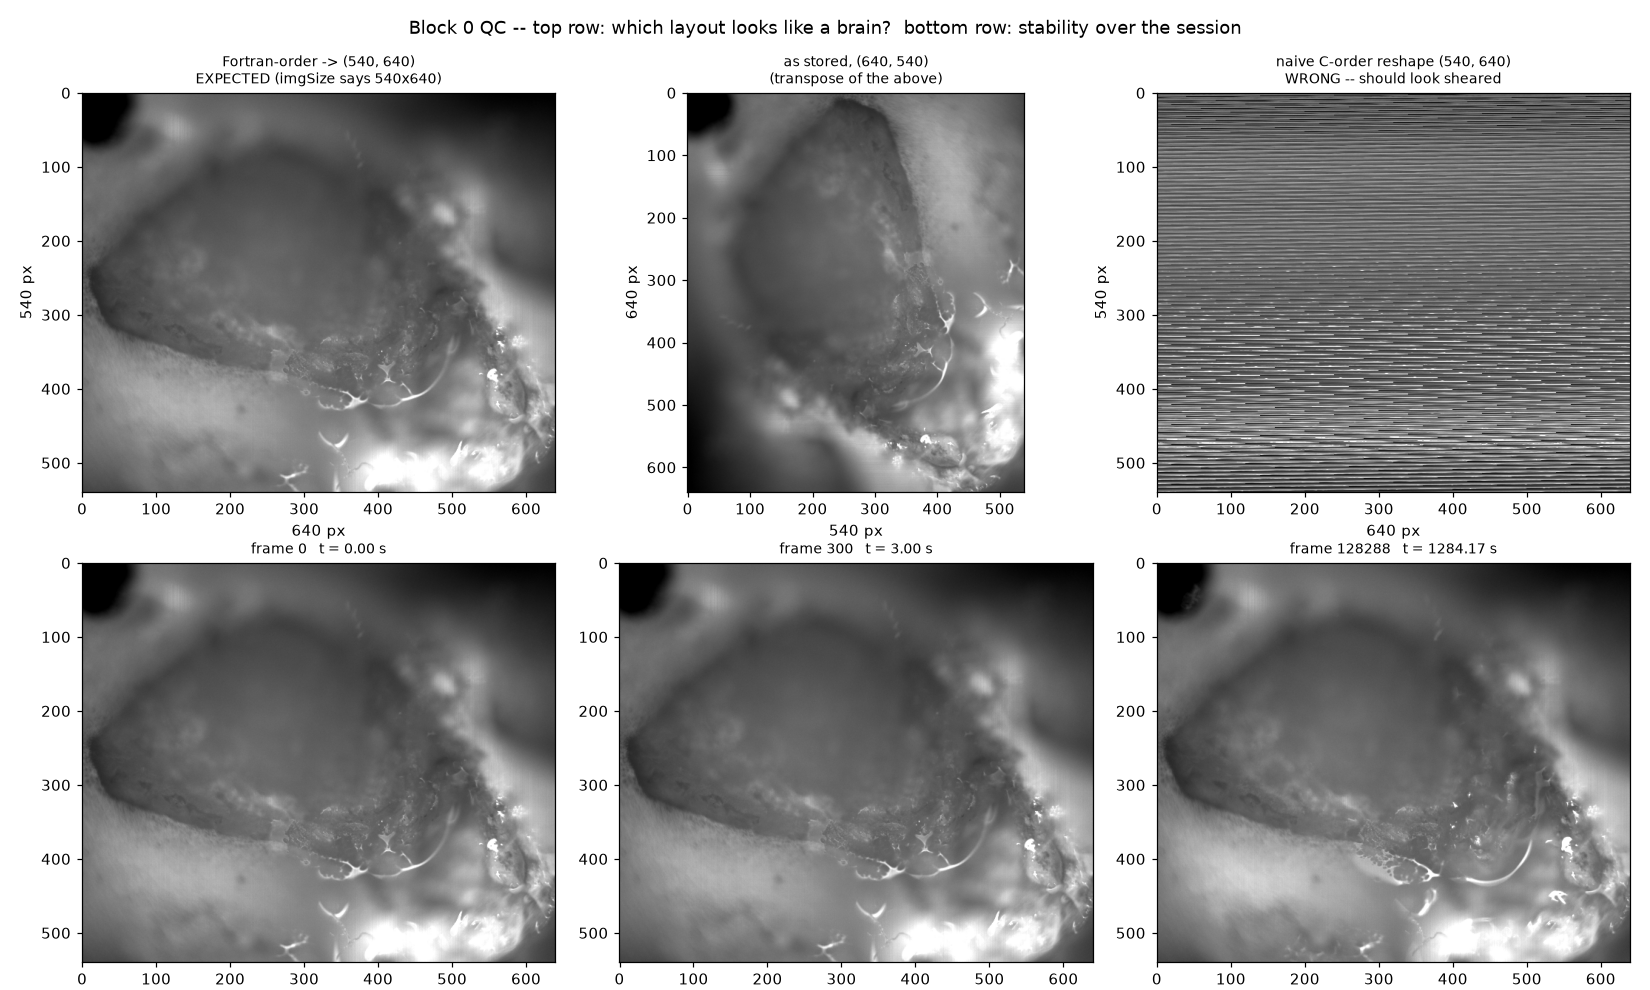 Block 0 QC -- top row: which layout looks like a brain?  bottom row: stability over the session
Fortran-order -> (540, 640)
EXPECTED (imgSize says 540x640)
as stored, (640, 540)
(transpose of the above)
naive C-order reshape (540, 640)
WRONG -- should look sheared
0
100
200
300
400
500
540 px
0 100 200 300 400 500 600
640 px
0
100
200
300
400
500
600
640 px
0 100 200 300 400 500
540 px
0
100
200
300
400
500
540 px
0 100 200 300 400 500 600
640 px
frame 0   t = 0.00 s
0
100
200
300
400
500
0 100 200 300 400 500 600
frame 300   t = 3.00 s
0
100
200
300
400
500
0 100 200 300 400 500 600
frame 128288   t = 1284.17 s
0
100
200
300
400
500
0 100 200 300 400 500 600